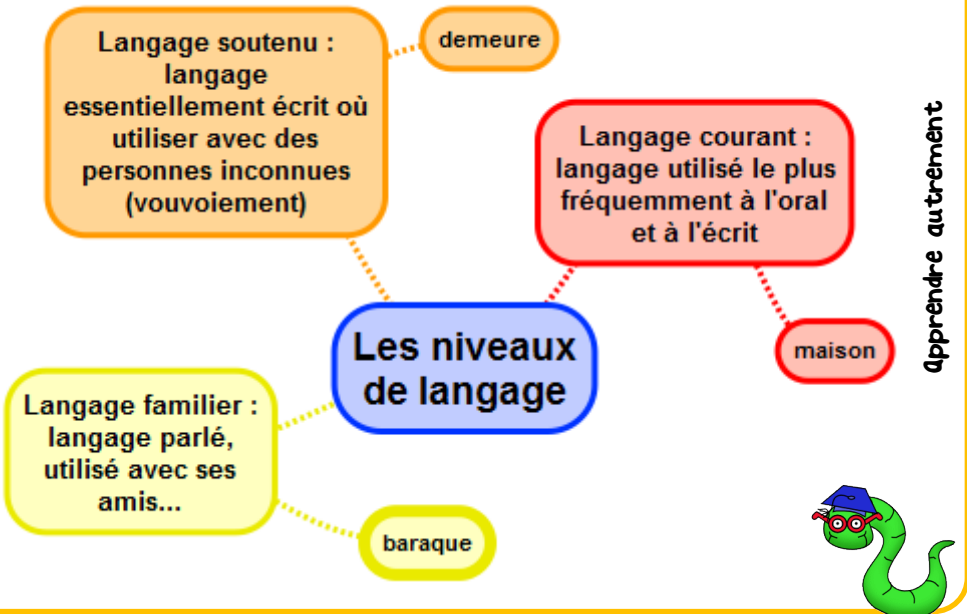 Langage soutenu :
langage
essentiellement écrit où
utiliser avec des
personnes inconnues
(vouvoiement)
demeure
Langage courant :
langage utilisé le plus
fréquemment à l'oral
et à l'écrit
maison
Les niveaux
de langage
Langage familier :
langage parlé,
utilisé avec ses
amis...
baraque
apprendre autrement